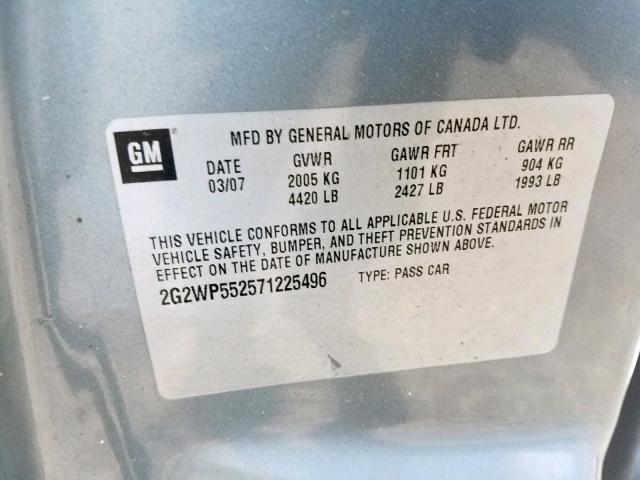 GM
MFD BY GENERAL MOTORS OF CANADA LTD.
DATE GVWR GAWR FRT GAWR RR
03/07 2005 KG 1101 KG 904 KG
4420 LB 2427 LB 1993 LB
THIS VEHICLE CONFORMS TO ALL APPLICABLE U.S. FEDERAL MOTOR
VEHICLE SAFETY, BUMPER, AND THEFT PREVENTION STANDARDS IN
EFFECT ON THE DATE OF MANUFACTURE SHOWN ABOVE.
2G2WP552571225496 TYPE: PASS CAR